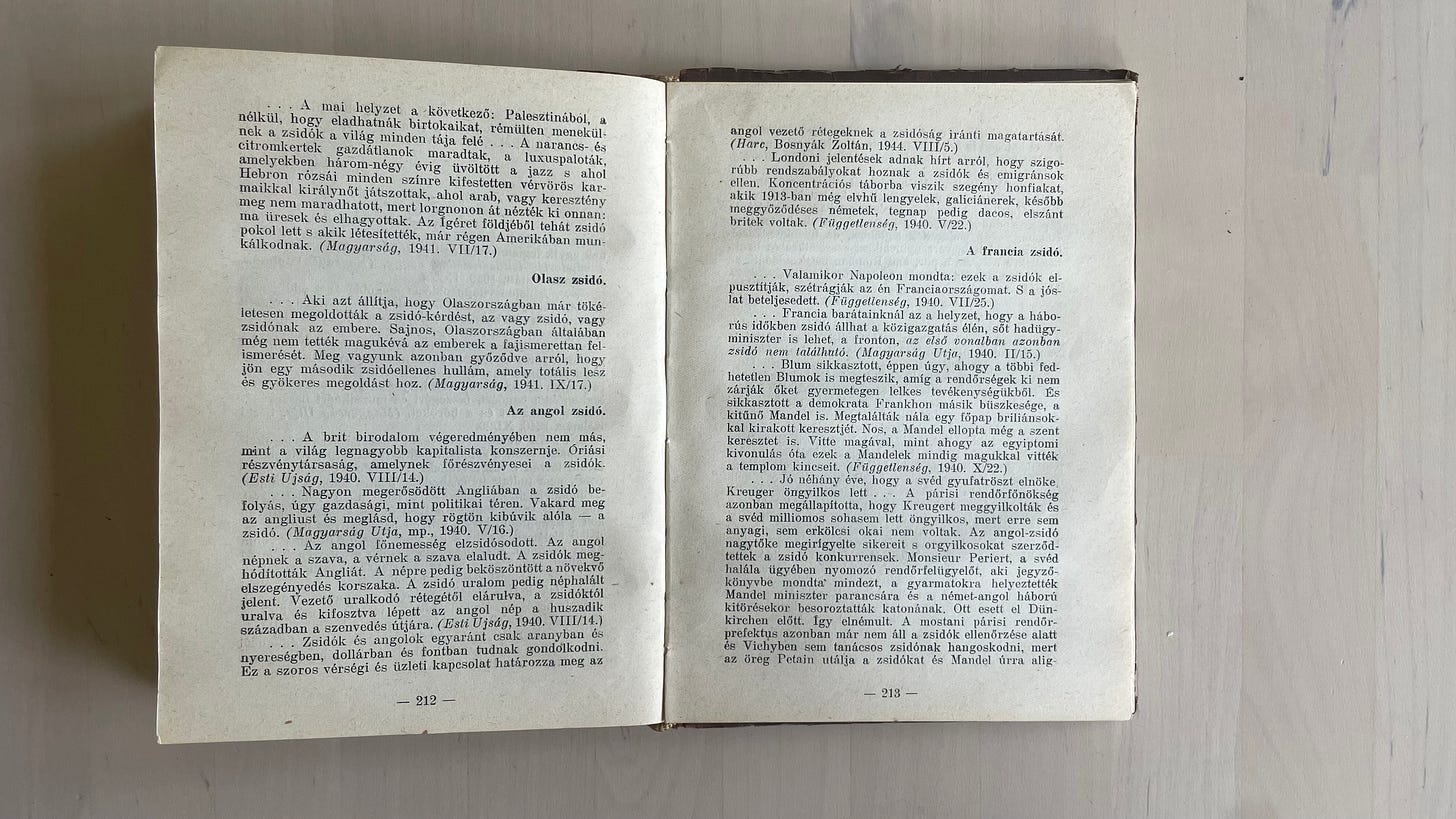 . . . A mai helyzet a következő: Palesztinából, a
nélkül, hogy eladhatnák birtokaikat, rémülten menekül-
nek a zsidók a világ minden tája felé . . . A narancs- és
citromkertek gazdátlanok maradtak, a luxuspaloták,
amelyekben három-négy évig üvöltött a jazz s ahol
Hebron rózsái minden színre kifestetten vérvörös kar-
maikkal királynőt játszottak, ahol arab, vagy keresztény
meg nem maradhatott, mert lorgnonon át nézték ki onnan:
ma üresek és elhagyottak. Az Igéret földjéből tehát zsidó
pokol lett s akik létesítették, már régen Amerikában mun-
kálkodnak. (Magyarság, 1941. VII/17.)
Olasz zsidó.
. . . Aki azt állítja, hogy Olaszországban már töké-
letesen megoldották a zsidó-kérdést, az vagy zsidó, vagy
zsidónak az embere. Sajnos, Olaszországban általában
még nem tették magukévá az emberek a fajismerettan fel-
ismerését. Meg vagyunk azonban győződve arról, hogy
jön egy második zsidóellenes hullám, amely totális lesz
és gyökeres megoldást hoz. (Magyarság, 1941. IX/17.)
Az angol zsidó.
. . . A brit birodalom végeredményében nem más,
mint a világ legnagyobb kapitalista konszernje. Óriási
részvénytársaság, amelynek főrészvényesei a zsidók.
(Esti Ujság, 1940. VIII/14.)
. . . Nagyon megerősödött Angliában a zsidó be-
folyás, úgy gazdasági, mint politikai téren. Vakard meg
az angliust és meglásd, hogy rögtön kibúvik alóla — a
zsidó. (Magyarság Utja, mp., 1940. V/16.)
. . . Az angol főnemesség elzsidósodott. Az angol
népnek a szava, a vérnek a szava elaludt. A zsidók meg-
hódították Angliát. A népre pedig beköszöntött a növekvő
elszegényedés korszaka. A zsidó uralom pedig néphalált
jelent. Vezető uralkodó rétegétől elárulva, a zsidóktól
uralva és kifosztva lépett az angol nép a huszadik
században a szenvedés útjára. (Esti Ujság, 1940. VIII/14.)
. . . Zsidók és angolok egyaránt csak aranyban és
nyereségben, dollárban és fontban tudnak gondolkodni.
Ez a szoros vérségi és üzleti kapcsolat határozza meg az
— 212 —
angol vezető rétegeknek a zsidóság iránti magatartását.
(Harc, Bosnyák Zoltán, 1944. VIII/5.)
. . . Londoni jelentések adnak hírt arról, hogy szigo-
rúbb rendszabályokat hoznak a zsidók és emigránsok
ellen. Koncentrációs táborba viszik szegény honfiakat,
akik 1913-ban még elvhű lengyelek, galiciánerek, később
meggyőződéses németek, tegnap pedig dacos, elszánt
britek voltak. (Függetlenség, 1940. V/22.)
A francia zsidó.
. . . Valamikor Napoleon mondta: ezek a zsidók el-
pusztítják, szétrágják az én Franciaországomat. S a jós-
lat beteljesedett. (Függetlenség, 1940. VII/25.)
. . . Francia barátainknál az a helyzet, hogy a hábo-
rús időkben zsidó állhat a közigazgatás élén, sőt hadügy-
miniszter is lehet, a fronton, az első vonalban azonban
zsidó nem található. (Magyarság Utja, 1940. II/15.)
. . . Blum sikkasztott, éppen úgy, ahogy a többi fed-
hetetlen Blumok is megteszik, amíg a rendőrségek ki nem
zárják őket gyermetegen lelkes tevékenységükből. És
sikkasztott a demokrata Frankhon másik büszkesége, a
kitűnő Mandel is. Megtalálták nála egy főpap briliánsok-
kal kirakott keresztjét. Nos, a Mandel ellopta még a szent
keresztet is. Vitte magával, mint ahogy az egyiptomi
kivonulás óta ezek a Mandelek mindig magukkal vitték
a templom kincseit. (Függetlenség, 1940. X/22.)
. . . Jó néhány éve, hogy a svéd gyufatröszt elnöke,
Kreuger öngyilkos lett . . . A párisi rendőrfőnökség
azonban megállapította, hogy Kreugert meggyilkolták és
a svéd milliomos sohasem lett öngyilkos, mert erre sem
anyagi, sem erkölcsi okai nem voltak. Az angol-zsidó
nagytőke megirígyelte sikereit s orgyilkosokat szerződ-
tettek a zsidó konkurrensek. Monsieur Periert, a svéd
halála ügyében nyomozó rendőrfelügyelőt, aki jegyző-
könyvbe mondta mindezt, a gyarmatokra helyeztették
Mandel miniszter parancsára és a német-angol háború
kitörésekor besoroztatták katonának. Ott esett el Dün-
kirchen előtt. Igy elnémult. A mostani párisi rendőr-
prefektus azonban már nem áll a zsidók ellenőrzése alatt
és Vichyben sem tanácsos zsidónak hangoskodni, mert
az öreg Petain utálja a zsidókat és Mandel úrra alig-
— 213 —